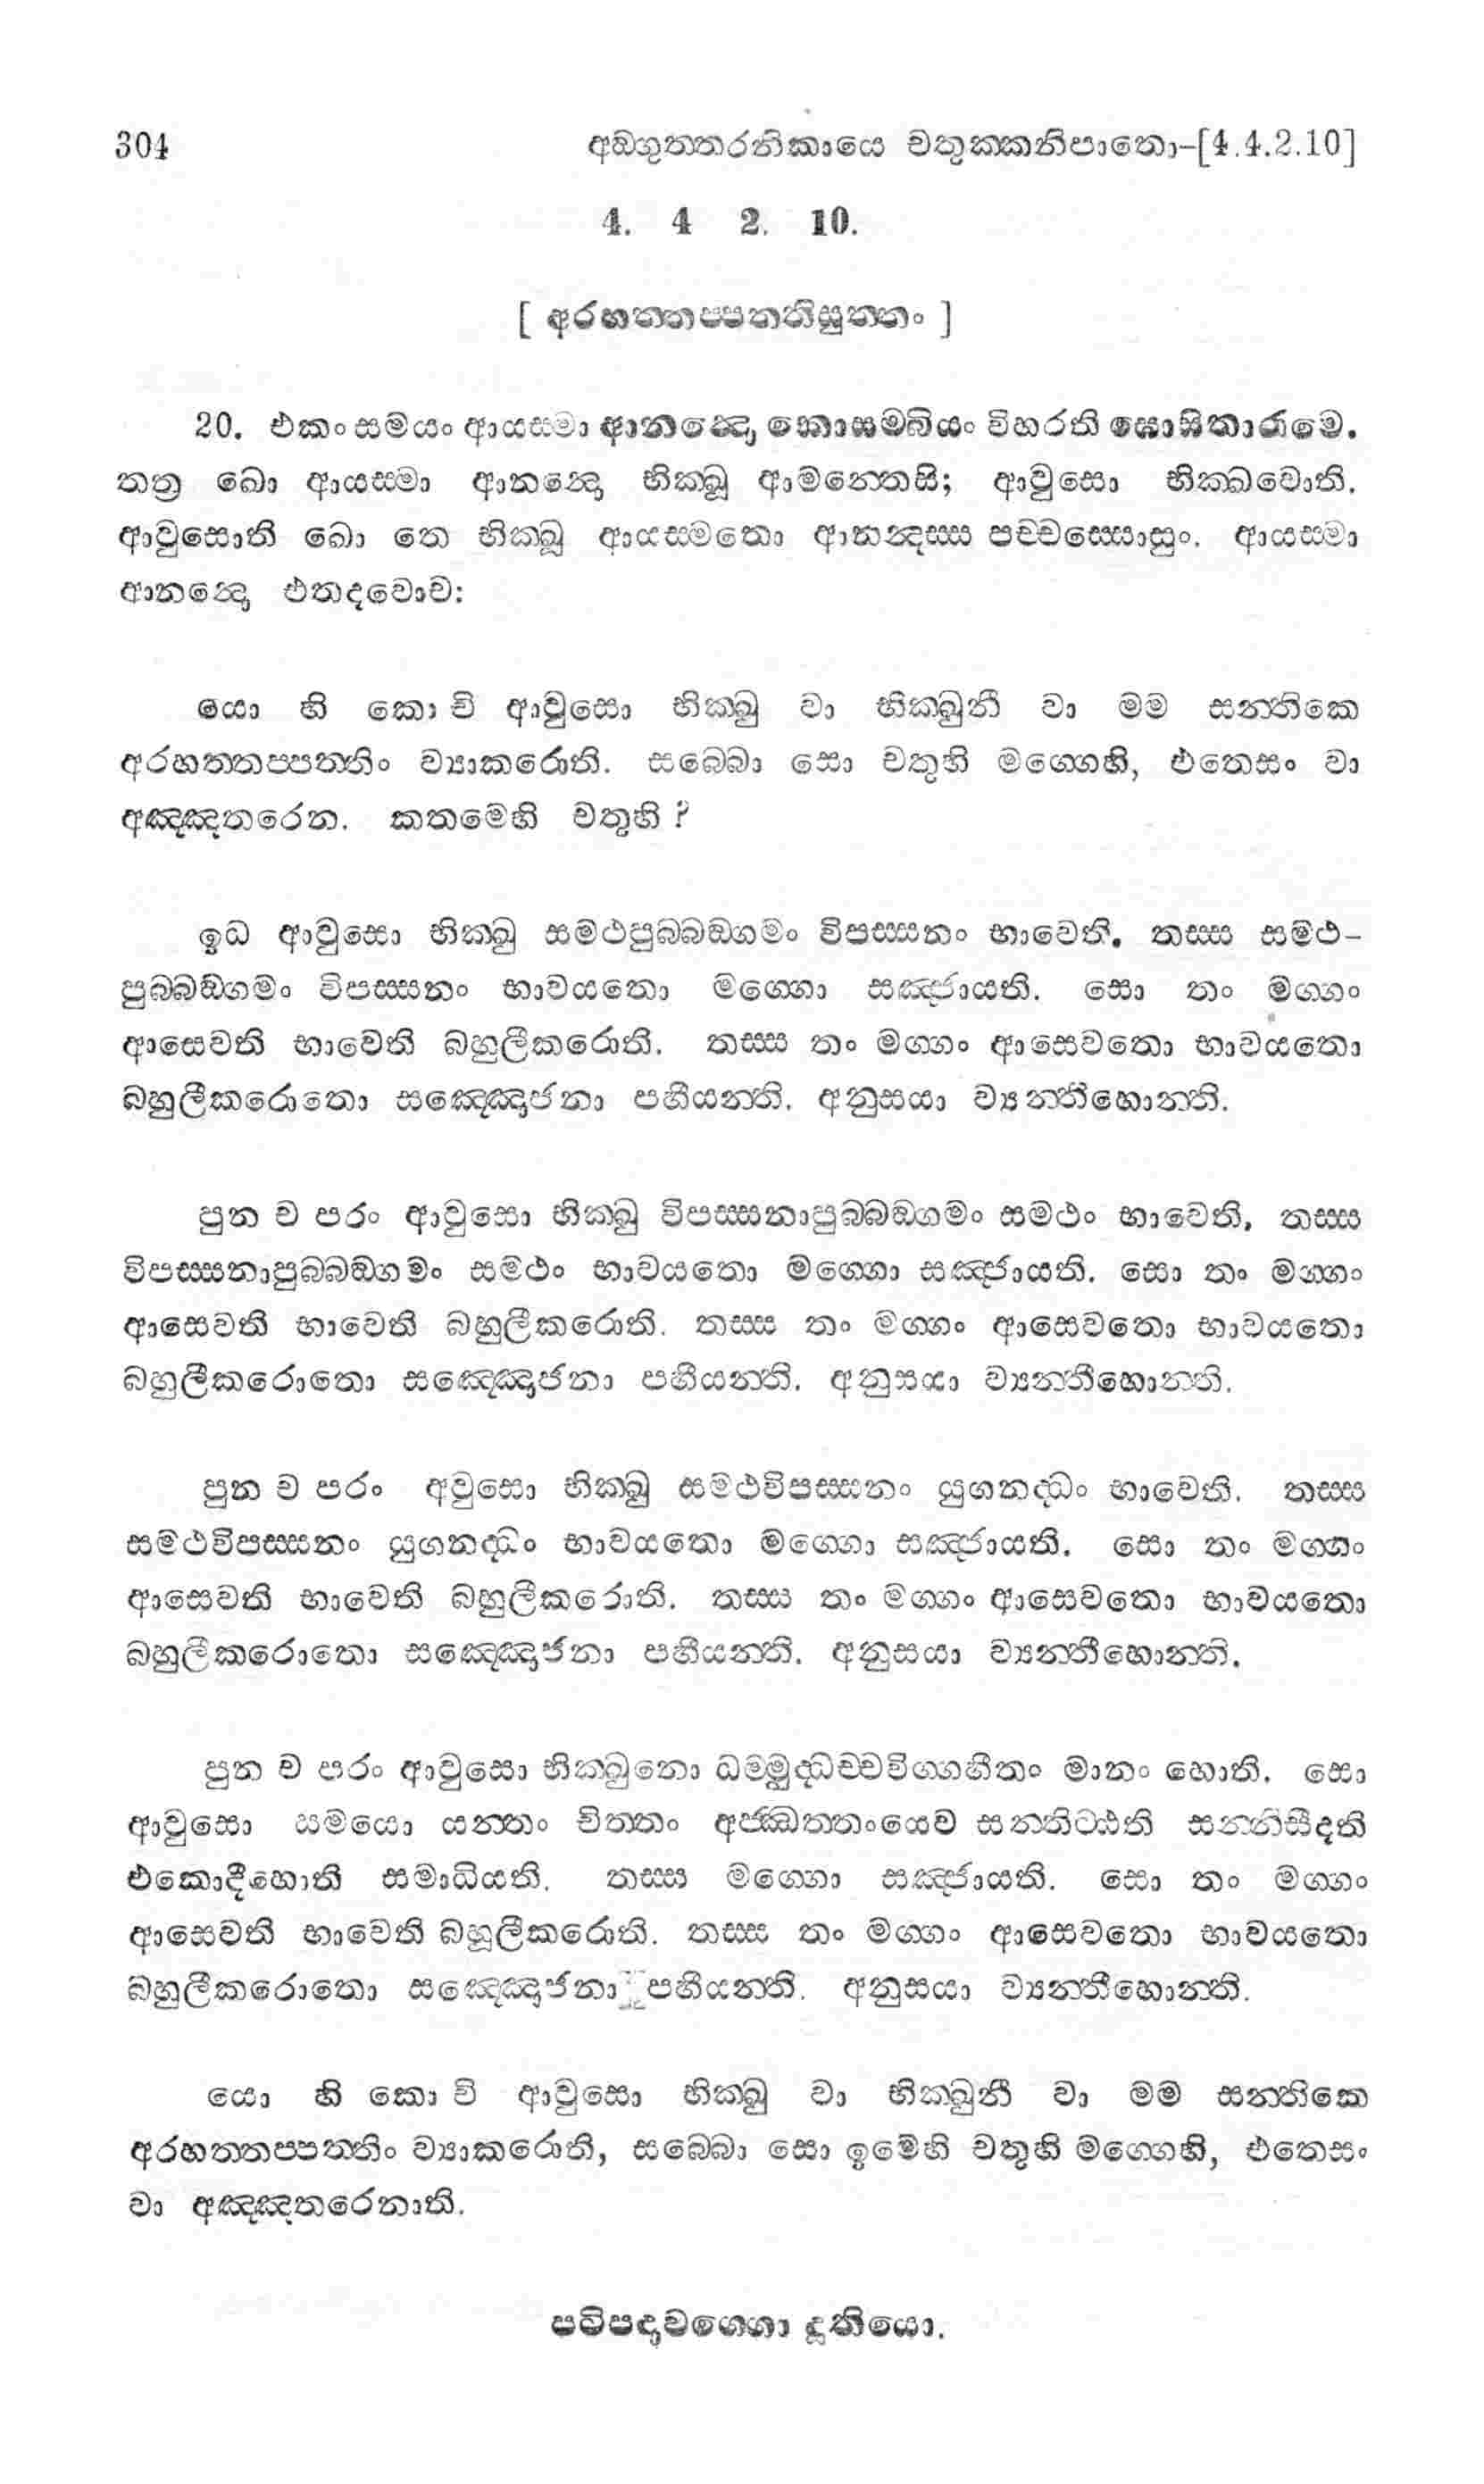 304 අඞ්ගුත්තරනිකායෙ චතුක්කනිපාතො-[4.4.2.10]
4. 4 2. 10.
[ අරහත්තප්පත්තිසුත්තං ]
20. එකං සමයං ආයස්මා ආනන්දො කොසම්බියං විහරති ඝොසිතාරාමෙ.
තත්‍ර ඛො ආයස්මා ආනන්දො භික්ඛූ ආමන්තෙසි; ආවුසො භික්ඛවොති.
ආවුසොති ඛො තෙ භික්ඛූ ආයස්මතො ආනන්දස්ස පච්චස්සොසුං. ආයස්මා
ආනන්දො එතදවොච:
යො හි කො චි ආවුසො භික්ඛු වා භික්ඛුනී වා මම සන්තිකෙ
අරහත්තප්පත්තිං ව්‍යාකරොති. සබ්බො සො චතුහි මග්ගෙහි, එතෙසං වා
අඤ්ඤතරෙන. කතමෙහි චතුහි ?
ඉධ ආවුසො භික්ඛු සමථපුබ්බඞ්ගමං විපස්සනං භාවෙති. තස්ස සමථ-
පුබ්බඞ්ගමං විපස්සනං භාවයතො මග්ගො සඤ්ජායති. සො තං මග්ගං
ආසෙවති භාවෙති බහුලීකරොති. තස්ස තං මග්ගං ආසෙවතො භාවයතො
බහුලීකරොතො සඤ්ඤොජනා පහීයන්ති. අනුසයා ව්‍යන්තීහොන්ති.
පුන ච පරං ආවුසො භික්ඛු විපස්සනාපුබ්බඞ්ගමං සමථං භාවෙති, තස්ස
විපස්සනාපුබ්බඞ්ගමං සමථං භාවයතො මග්ගො සඤ්ජායති. සො තං මග්ගං
ආසෙවති භාවෙති බහුලීකරොති. තස්ස තං මග්ගං ආසෙවතො භාවයතො
බහුලීකරොතො සඤ්ඤොජනා පහීයන්ති. අනුසයා ව්‍යන්තීහොන්ති.
පුන ච පරං අවුසො භික්ඛු සමථවිපස්සනං යුගනද්ධං භාවෙති. තස්ස
සමථවිපස්සනං යුගනද්ධං භාවයතො මග්ගො සඤ්ජායති. සො තං මග්ගං
ආසෙවති භාවෙති බහුලීකරොති. තස්ස තං මග්ගං ආසෙවතො භාවයතො
බහුලීකරොතො සඤ්ඤොජනා පහීයන්ති. අනුසයා ව්‍යන්තීහොන්ති.
පුන ච පරං ආවුසො භික්ඛුනො ධම්මුද්ධච්චවිග්ගහීතං මානං හොති. සො
ආවුසො සමයො යන්තං චිත්තං අජ්ඣත්තංයෙව සන්තිට්ඨති සන්නිසීදති
එකොදීහොති සමාධියති. තස්ස මග්ගො සඤ්ජායති. සො තං මග්ගං
ආසෙවති භාවෙති බහූලීකරොති. තස්ස තං මග්ගං ආසෙවතො භාවයතො
බහුලීකරොතො සඤ්ඤොජනා පහීයන්ති. අනුසයා ව්‍යන්තීහොන්ති.
යො හි කො චි ආවුසො භික්ඛු වා භික්ඛුනී වා මම සන්තිකෙ
අරහත්තප්පත්තිං ව්‍යාකරොති, සබ්බො සො ඉමෙහි චතූහි මග්ගෙහි, එතෙසං
වා අඤ්ඤතරෙනාති.
පටිපදාවග්ගො දුතියො.